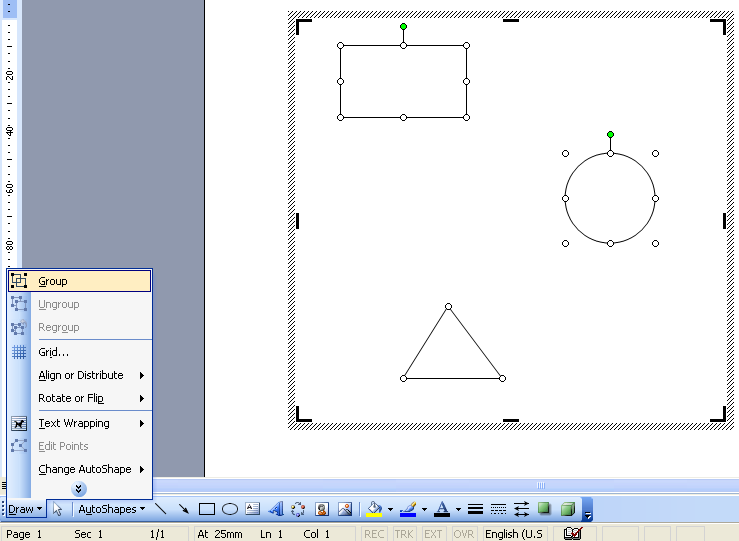 20
40
60
80
Group
Ungroup
Regroup
Grid...
Align or Distribute
Rotate or Flip
Text Wrapping
Edit Points
Change AutoShape
Draw AutoShapes A A A
Page 1 Sec 1 1/1 At 25mm Ln 1 Col 1 REC TRK EXT OVR English (U.S